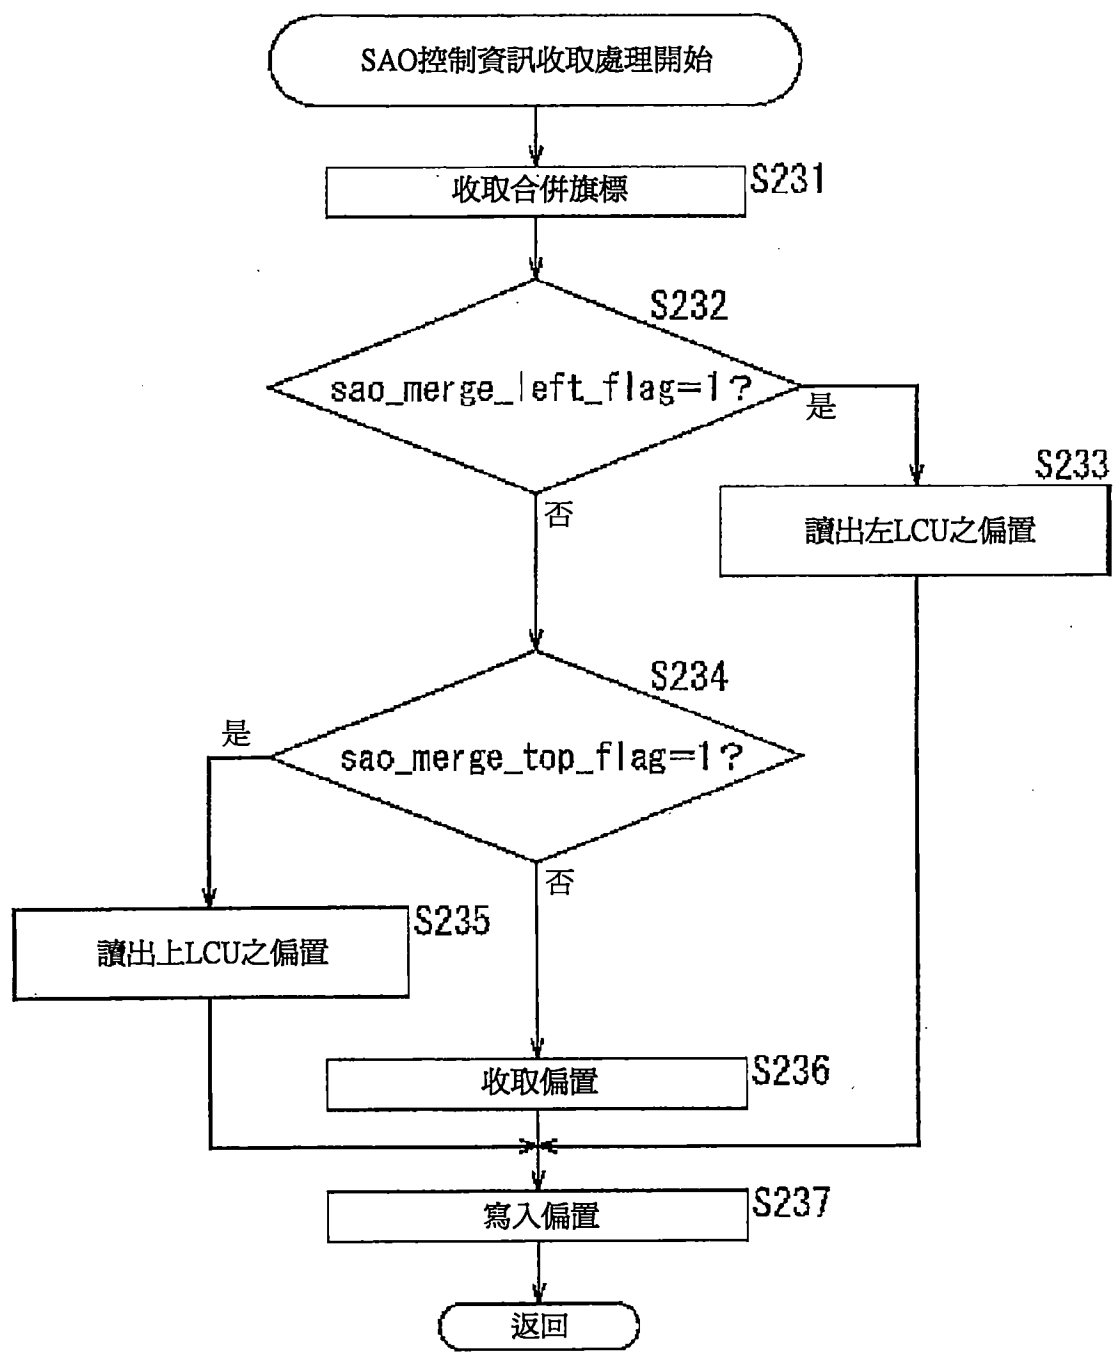 SAO控制資訊收取處理開始
收取合併旗標
S231
S232
sao_merge_left_flag=1?
是
否
S233
讀出左LCU之偏置
S234
是
sao_merge_top_flag=1?
否
讀出上LCU之偏置
S235
收取偏置
S236
寫入偏置
S237
返回